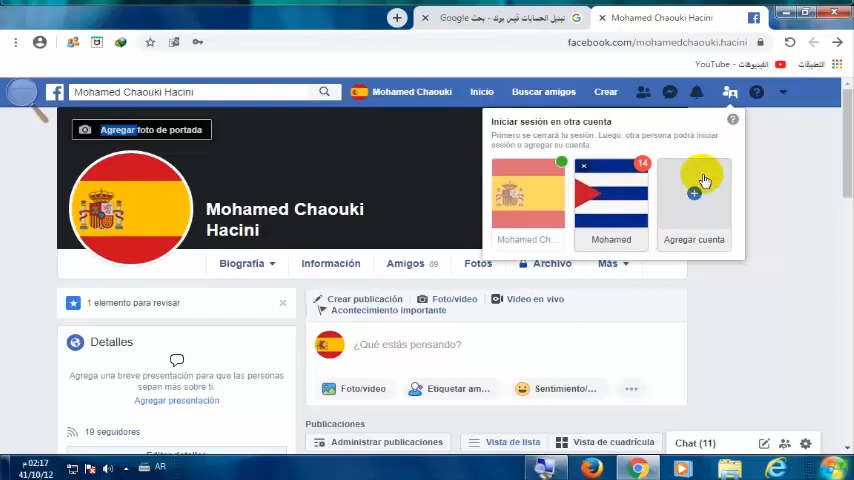 Mohamed Chaouki Hacini
تبديل الحسابات فيس بوك - بحث Google
facebook.com/mohamedchaouki.hacini
التطبيقات
الفيديوهات - YouTube
Mohamed Chaouki Hacini
Mohamed Chaouki
Inicio
Buscar amigos
Crear
Iniciar sesión en otra cuenta
Primero se cerrará tu sesión. Luego, otra persona podrá iniciar
sesión o agregar su cuenta.
14
Mohamed Ch...
Mohamed
Agregar cuenta
Agregar foto de portada
Mohamed Chaouki
Hacini
Biografía
Información
Amigos 89
Fotos
Archivo
Más
1 elemento para revisar
Detalles
Agrega una breve presentación para que las personas
sepan más sobre ti.
Agregar presentación
19 seguidores
Crear publicación
Foto/video
Video en vivo
Acontecimiento importante
¿Qué estás pensando?
Foto/video
Etiquetar am...
Sentimiento/...
Publicaciones
Administrar publicaciones
Vista de lista
Vista de cuadrícula
Chat (11)
02:17 م
41/10/12
AR